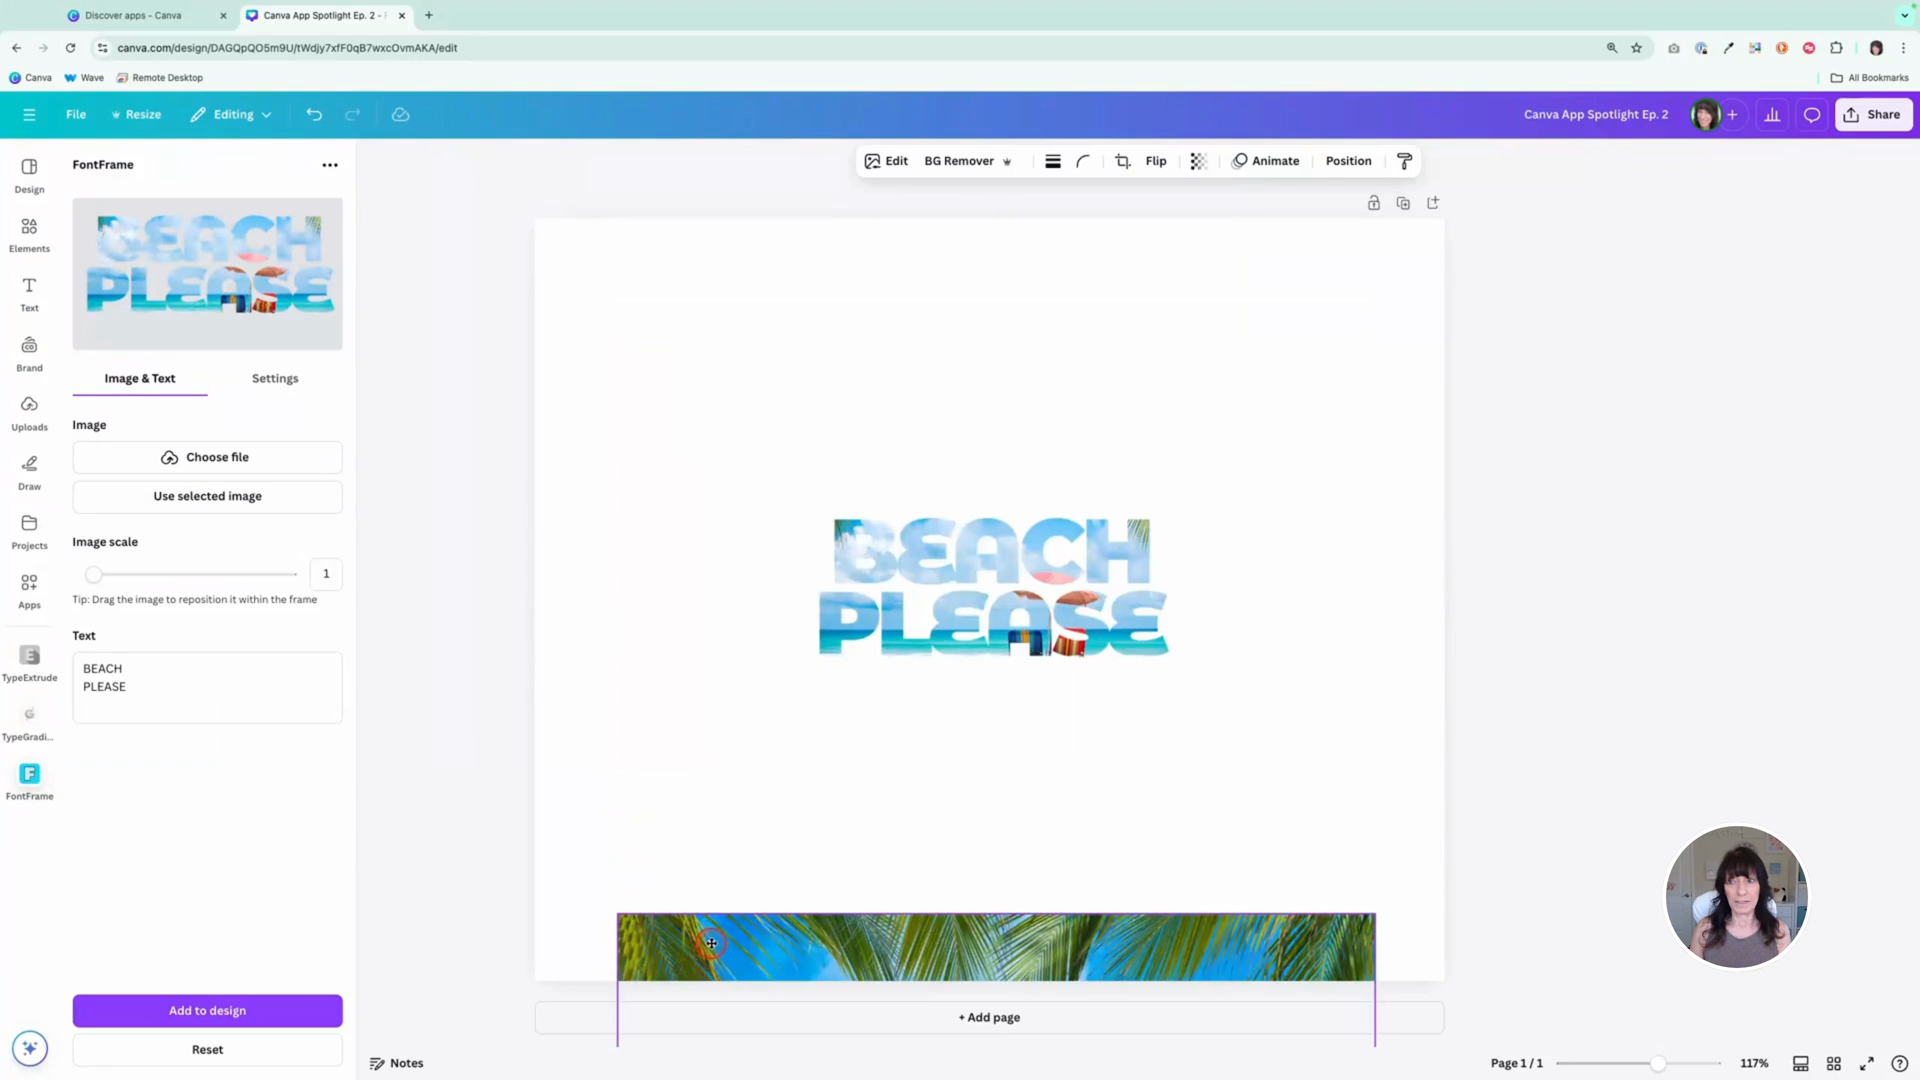 Discover apps - Canva
Canva App Spotlight Ep. 2 -
canva.com/design/DAGQpQO5m9U/tWdjy7xfF0qB7wxcOvmAKA/edit
Canva
Wave
Remote Desktop
All Bookmarks
File
Resize
Editing
Canva App Spotlight Ep. 2
Share
FontFrame
Edit
BG Remover
Flip
Animate
Position
Design
Elements
Text
Brand
Uploads
Draw
Projects
Apps
TypeExtrude
TypeGradi...
FontFrame
BEACH
PLEASE
Image & Text
Settings
Image
Choose file
Use selected image
Image scale
1
Tip: Drag the image to reposition it within the frame
Text
BEACH
PLEASE
Add to design
Reset
BEACH
PLEASE
+ Add page
Notes
Page 1 / 1
117%